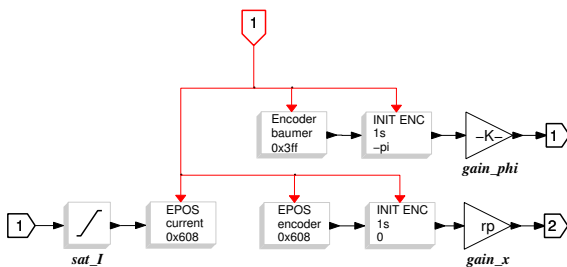 1
Encoder
baumer
0x3ff
INIT ENC
1s
−pi
−K−
1
gain_phi
1
sat_I
EPOS
current
0x608
EPOS
encoder
0x608
INIT ENC
1s
0
rp
2
gain_x